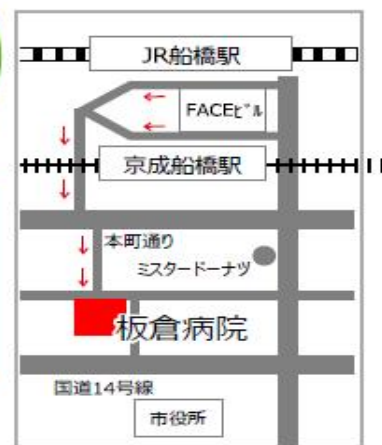 JR船橋駅
FACEビル
京成船橋駅
本町通り
ミスタードーナツ
板倉病院
国道14号線
市役所